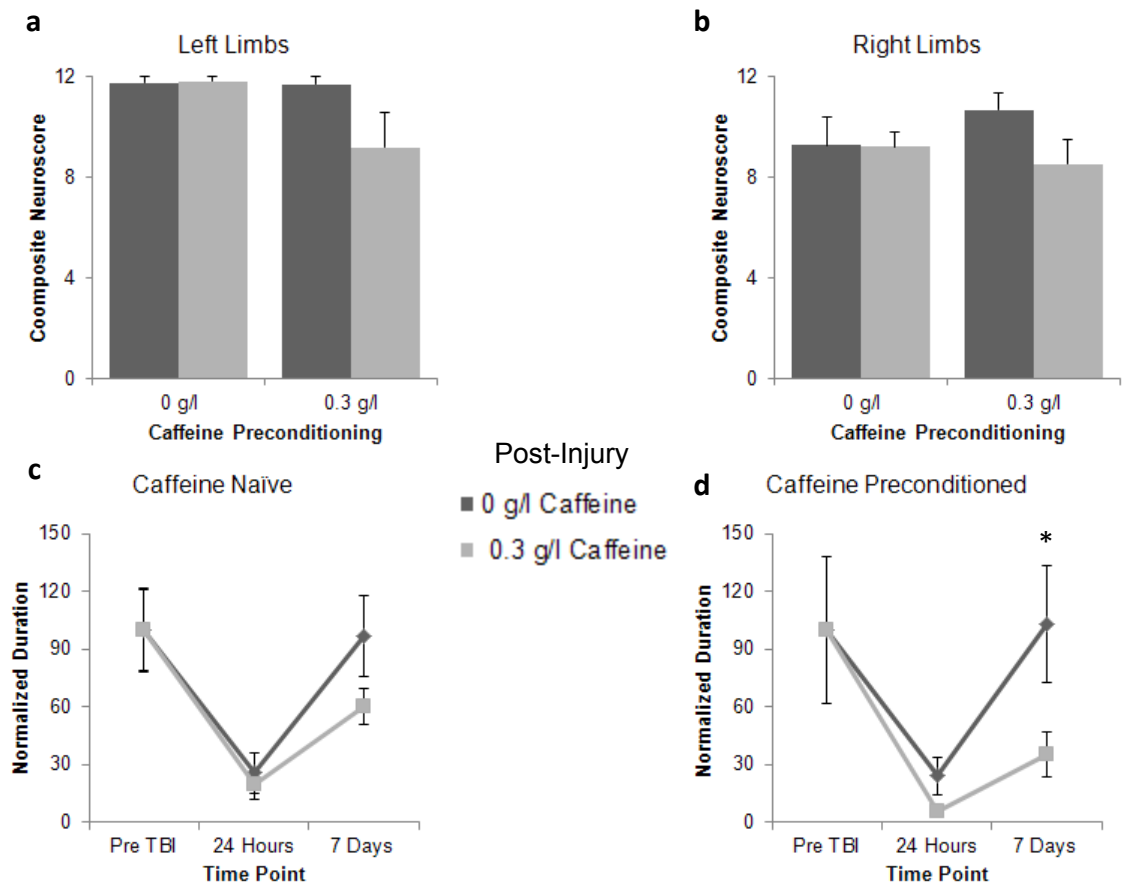 a
Left Limbs
12
8
4
0
Coomposite Neuroscore
0 g/l 0.3 g/l
Caffeine Preconditioning
b
Right Limbs
12
8
4
0
Coomposite Neuroscore
0 g/l 0.3 g/l
Caffeine Preconditioning
Post-Injury
0 g/l Caffeine
0.3 g/l Caffeine
c
Caffeine Naïve
150
120
90
60
30
0
Normalized Duration
Pre TBI 24 Hours 7 Days
Time Point
d
Caffeine Preconditioned
150
120
90
60
30
0
*
Normalized Duration
Pre TBI 24 Hours 7 Days
Time Point